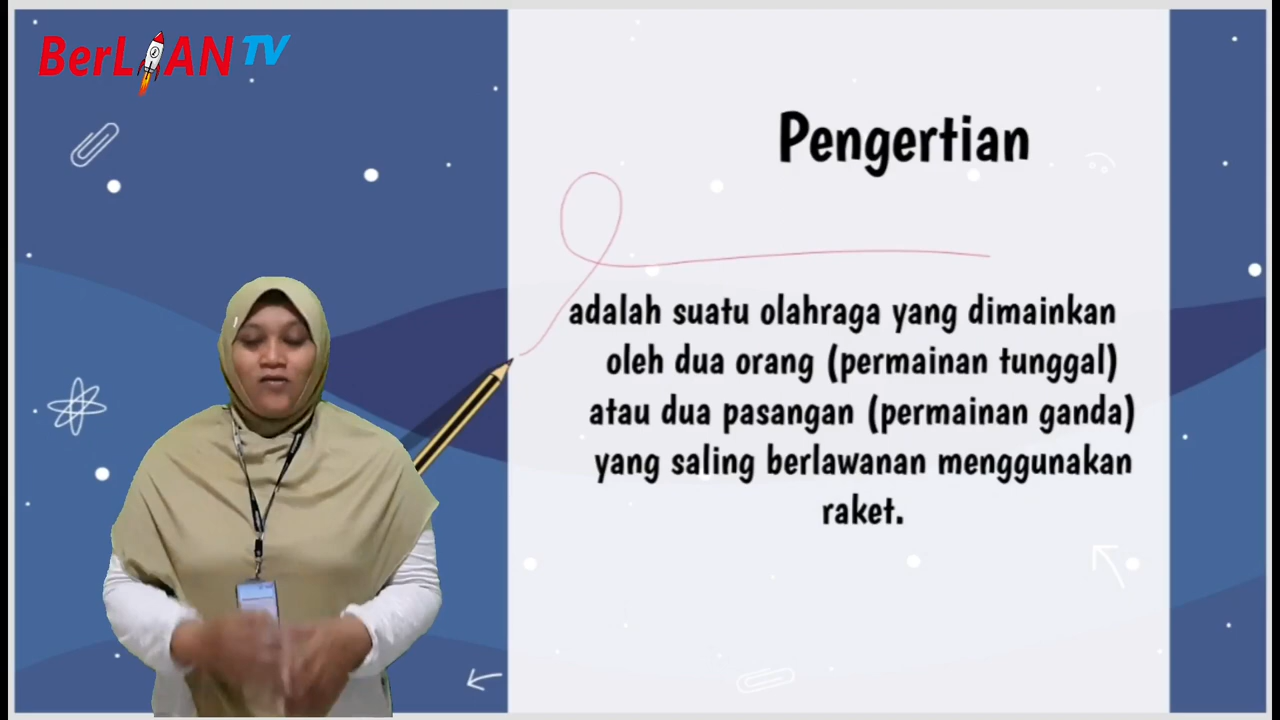 BerLIAN TV
Pengertian
adalah suatu olahraga yang dimainkan
oleh dua orang (permainan tunggal)
atau dua pasangan (permainan ganda)
yang saling berlawanan menggunakan
raket.